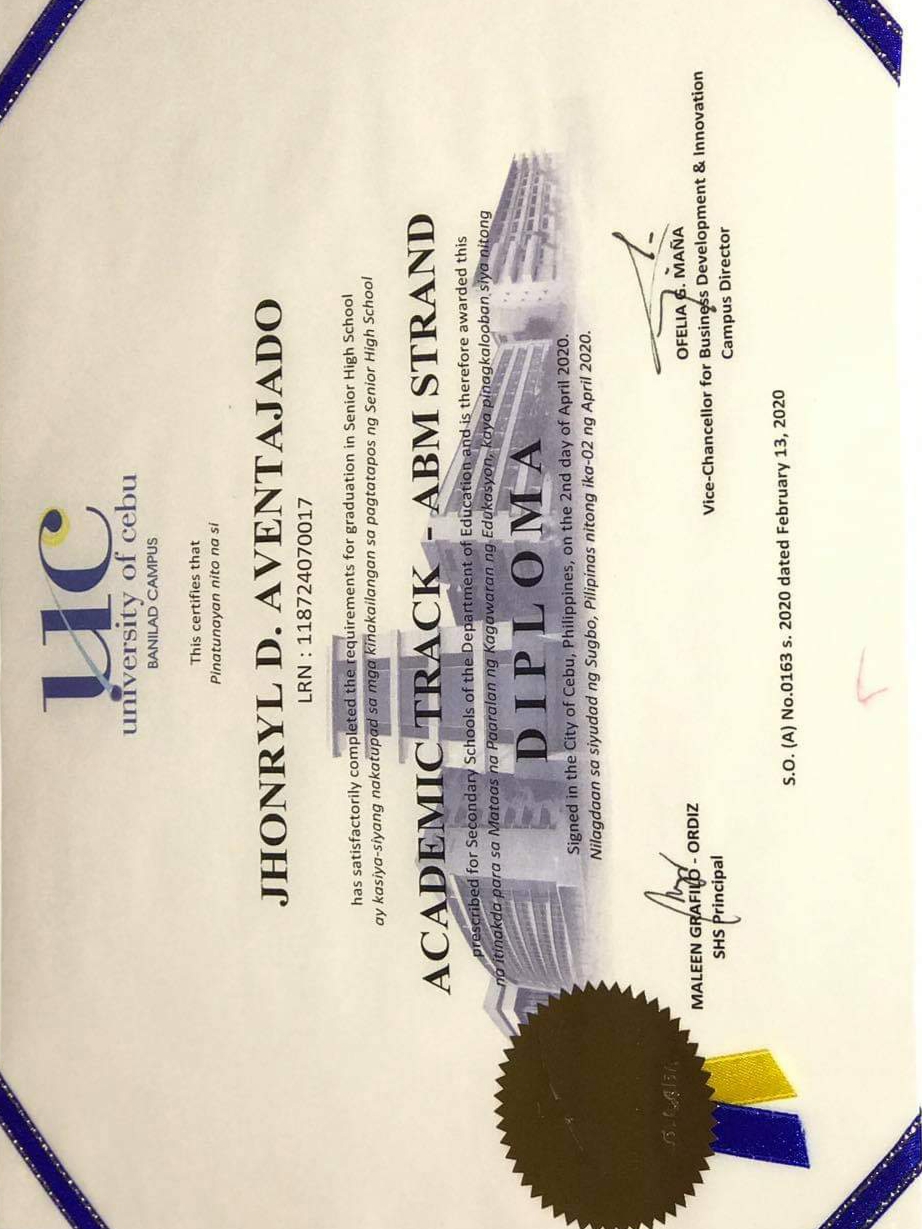 uc
university of cebu
BANILAD CAMPUS
This certifies that
Pinatunayan nito na si
JHONRYL D. AVENTAJADO
LRN : 118724070017
has satisfactorily completed the requirements for graduation in Senior High School
ay kasiya-siyang nakatupad sa mga kinakailangan sa pagtatapos ng Senior High School
ACADEMIC TRACK - ABM STRAND
prescribed for Secondary Schools of the Department of Education and is therefore awarded this
na itinakda para sa Mataas na Paaralan ng Kagawaran ng Edukasyon, kaya pinagkalooban siya nitong
DIPLOMA
Signed in the City of Cebu, Philippines, on the 2nd day of April 2020.
Nilagdaan sa siyudad ng Sugbo, Pilipinas nitong ika-02 ng April 2020.
MALEEN GRAFILO - ORDIZ
SHS Principal
OFELIA G. MAÑA
Vice-Chancellor for Business Development & Innovation
Campus Director
S.O. (A) No.0163 s. 2020 dated February 13, 2020